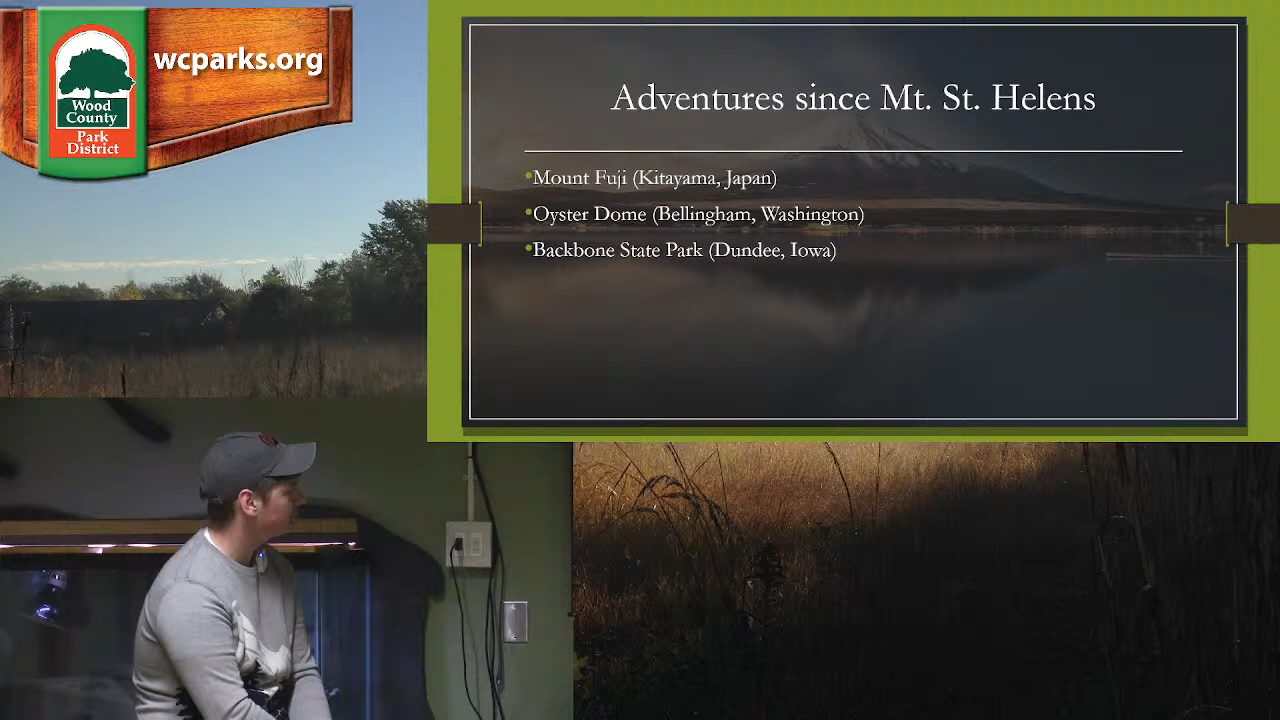 wcparks.org
Wood
County
Park
District
Adventures since Mt. St. Helens
•Mount Fuji (Kitayama, Japan)
•Oyster Dome (Bellingham, Washington)
•Backbone State Park (Dundee, Iowa)